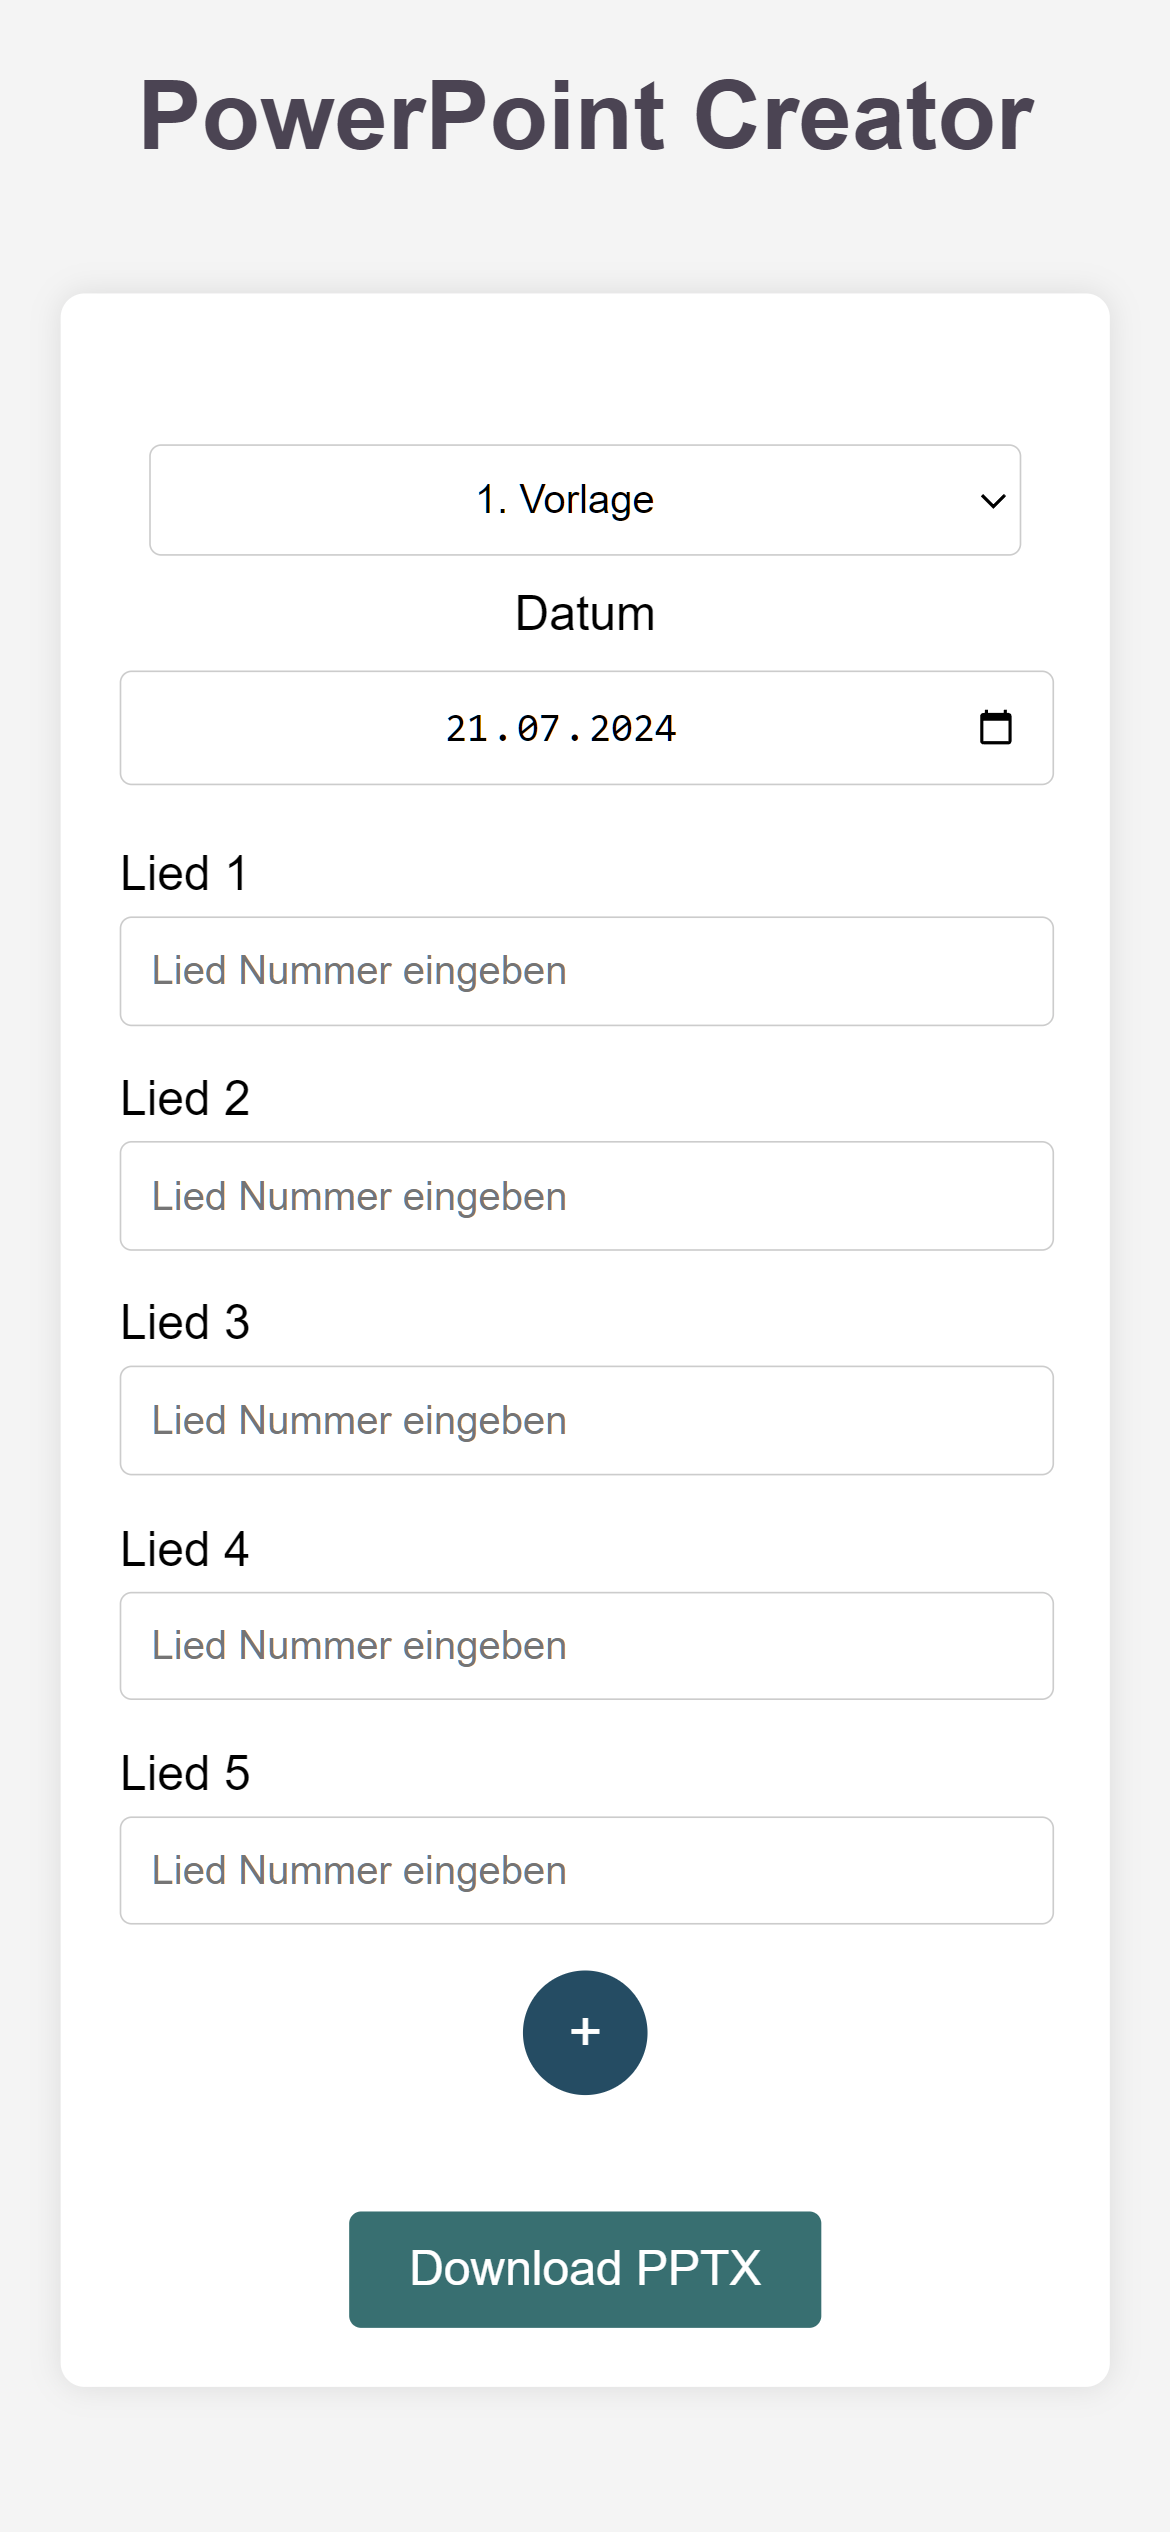 PowerPoint Creator
1. Vorlage
Datum
21.07.2024
Lied 1
Lied Nummer eingeben
Lied 2
Lied Nummer eingeben
Lied 3
Lied Nummer eingeben
Lied 4
Lied Nummer eingeben
Lied 5
Lied Nummer eingeben
+
Download PPTX